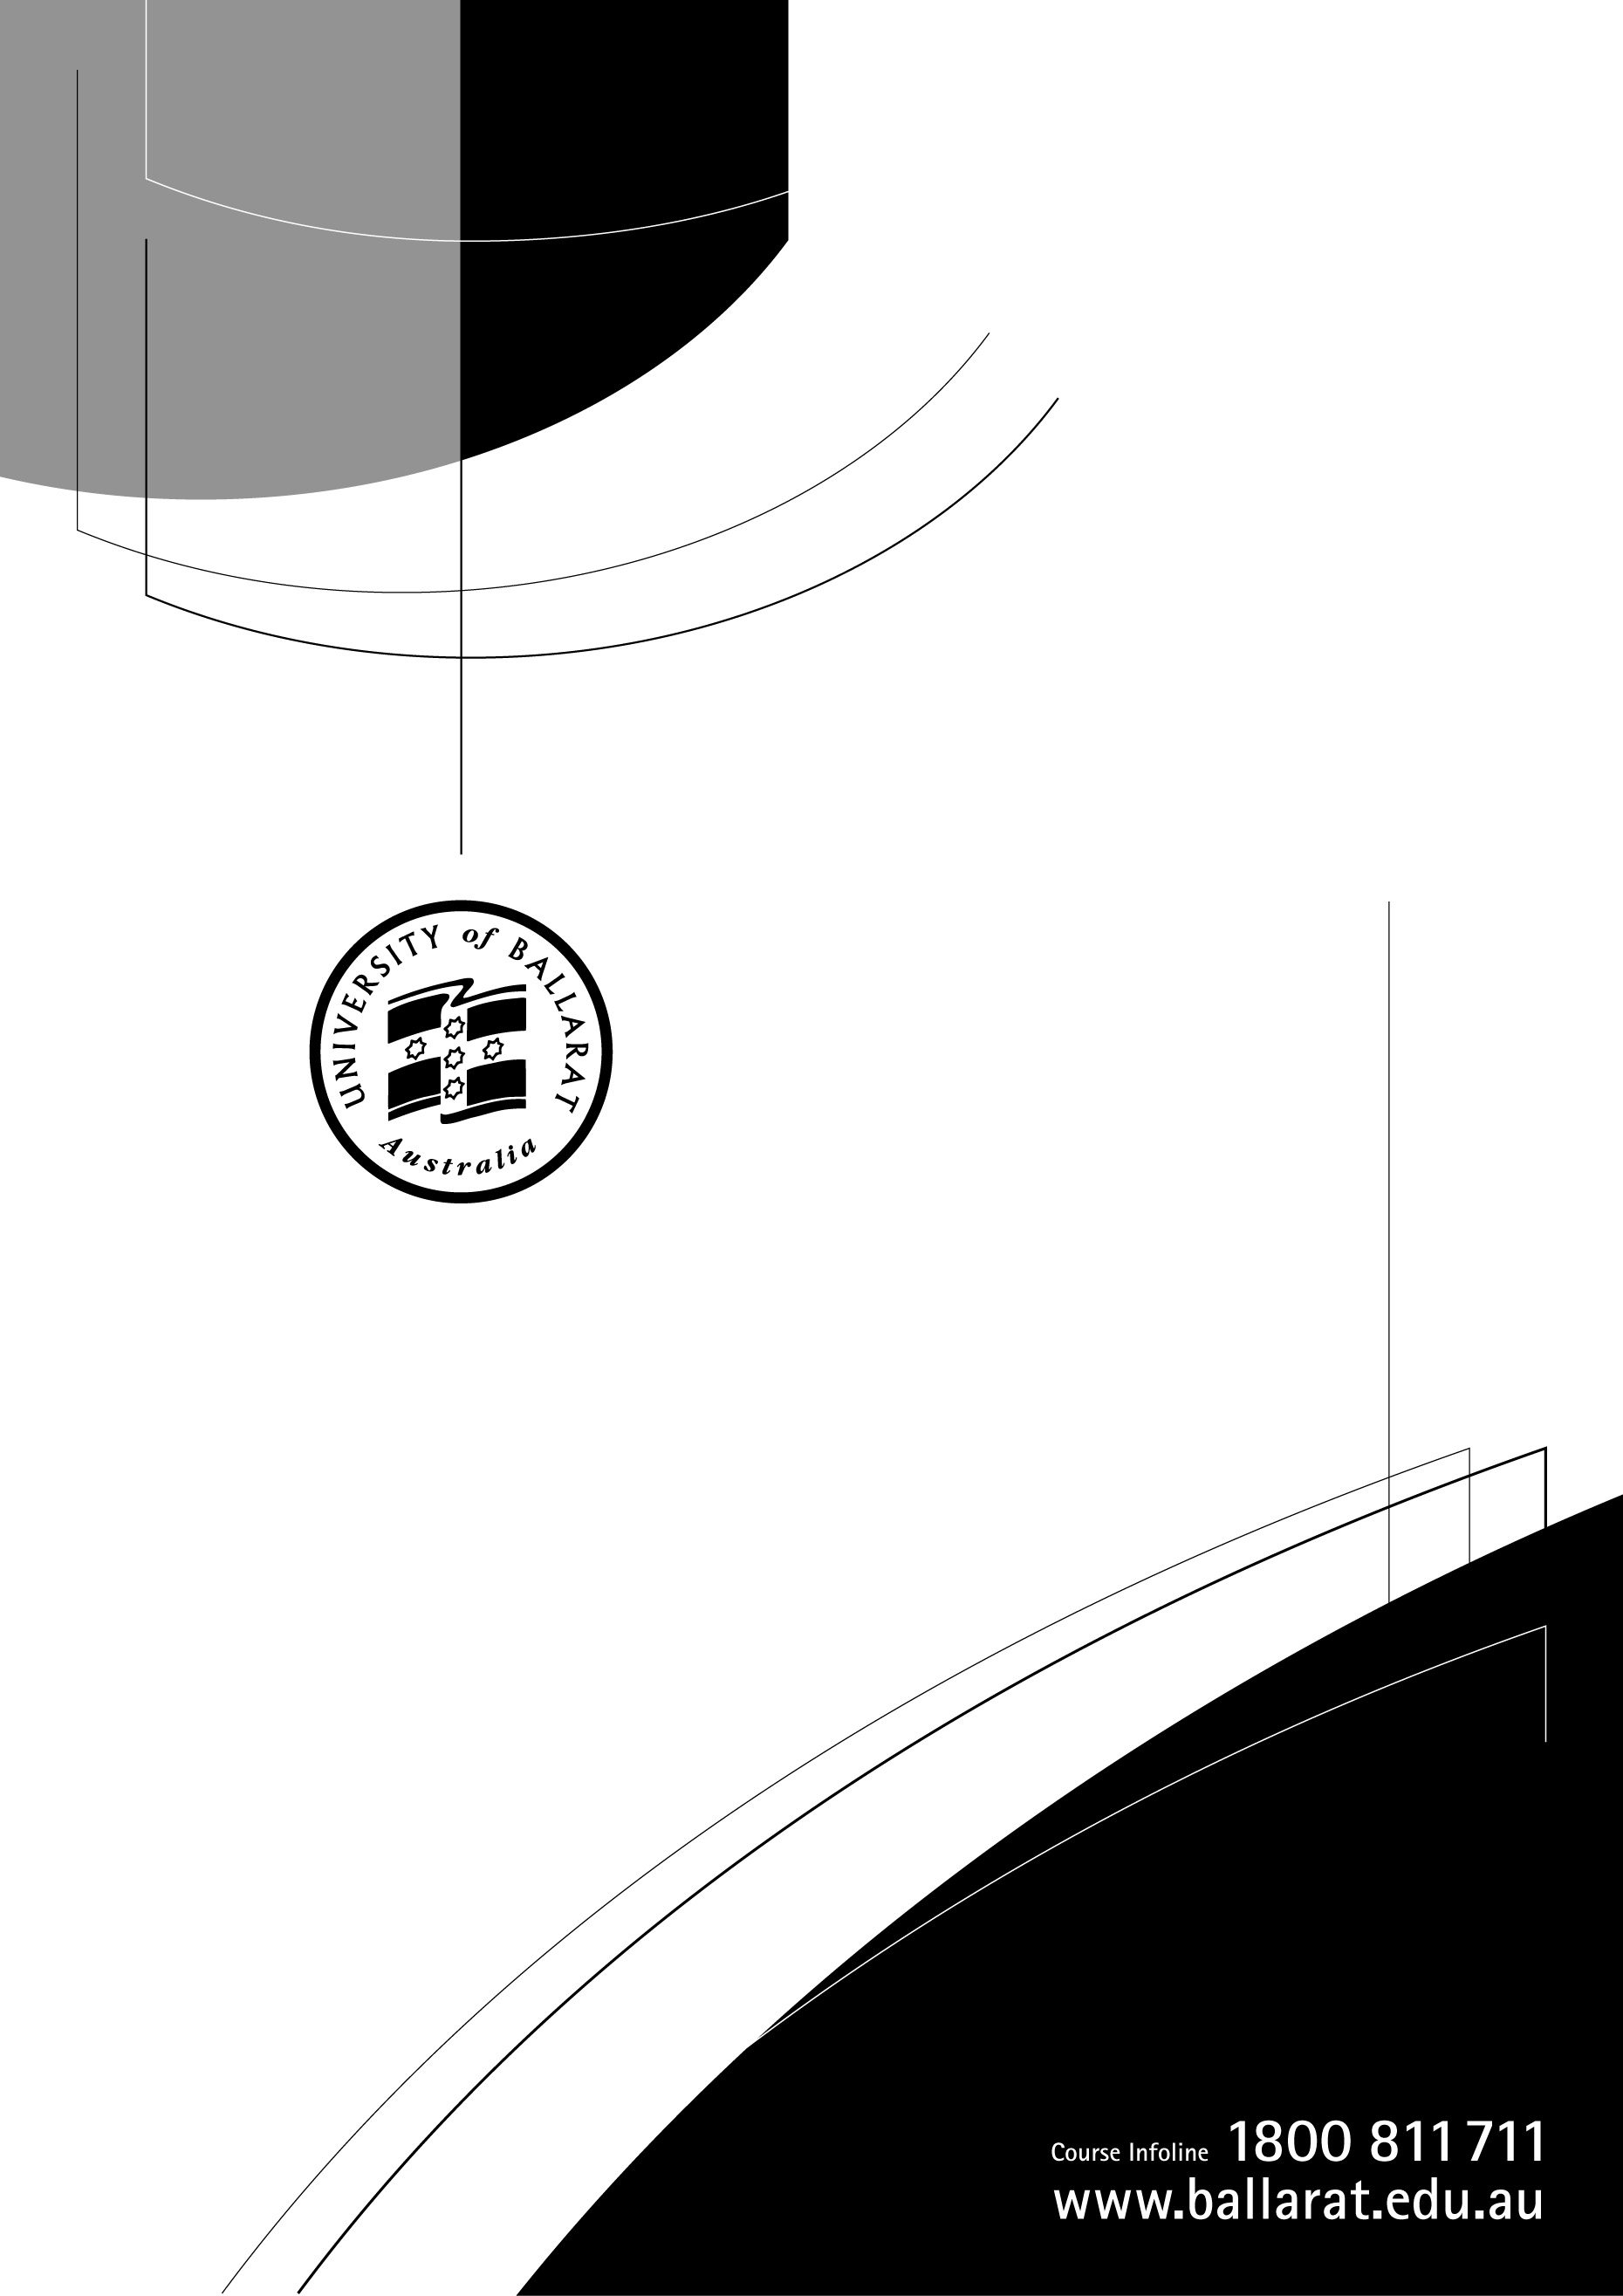 UNIVERSITY of BALLARAT
Australia
Course Infoline 1800 811 711
www.ballarat.edu.au